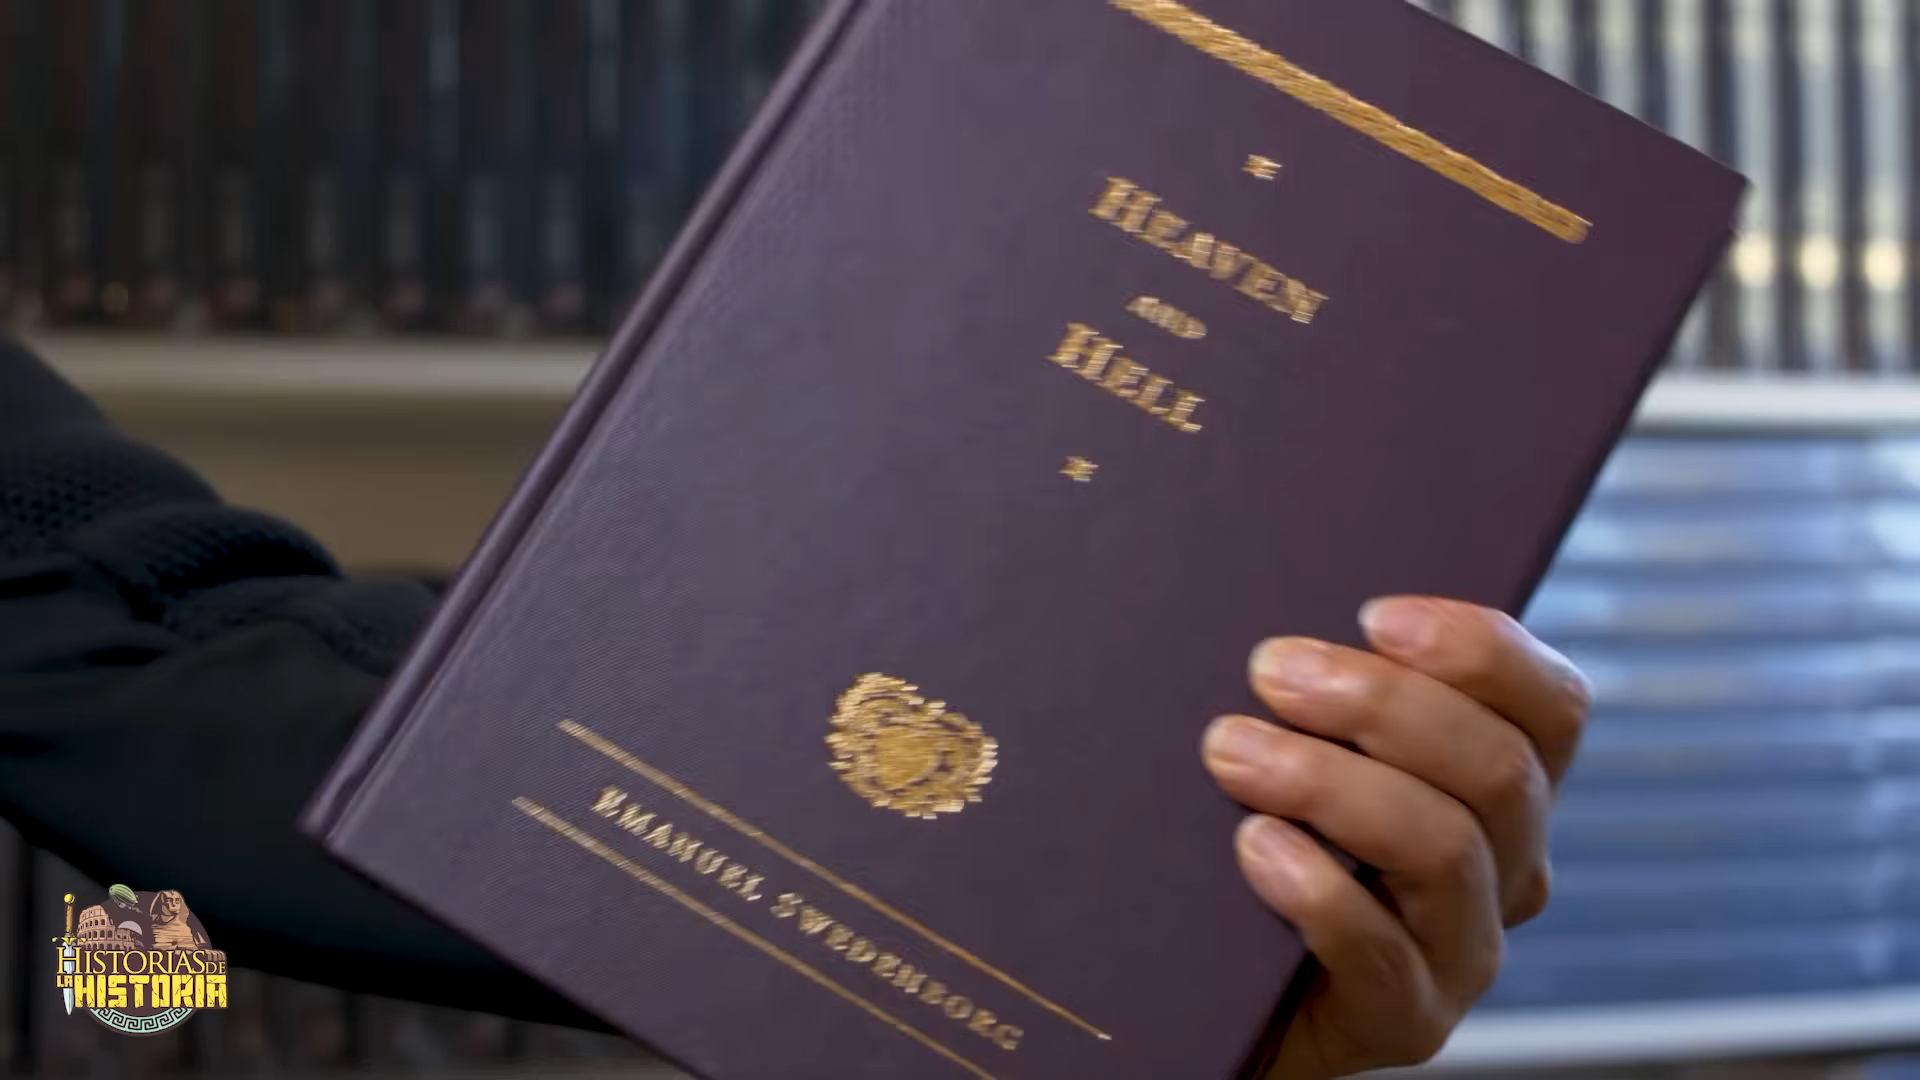 HEAVEN
AND
HELL
EMANUEL SWEDENBORG
HISTORIAS DE
LA HISTORIA